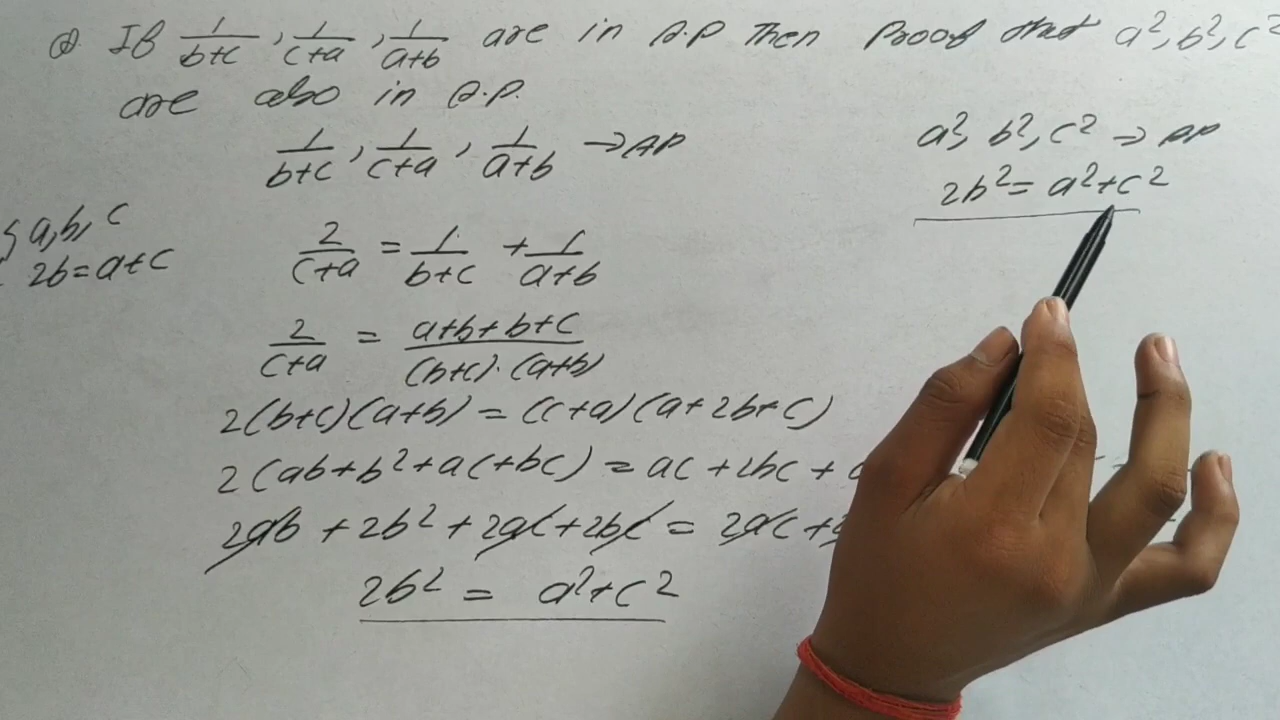 Q. If 1/(b+c), 1/(c+a), 1/(a+b) are in A.P Then Proof that a², b², c²
are also in A.P.
1/(b+c), 1/(c+a), 1/(a+b) → AP
a², b², c² → AP
2b² = a²+c²
a, b, c
2b = a+c
2/(c+a) = 1/(b+c) + 1/(a+b)
2/(c+a) = (a+b+b+c)/((b+c).(a+b))
2(b+c)(a+b) = (c+a)(a+2b+c)
2(ab+b²+ac+bc) = ac + 2bc +
2ab + 2b² + 2ac + 2bc = 2ac +
2b² = a²+c²